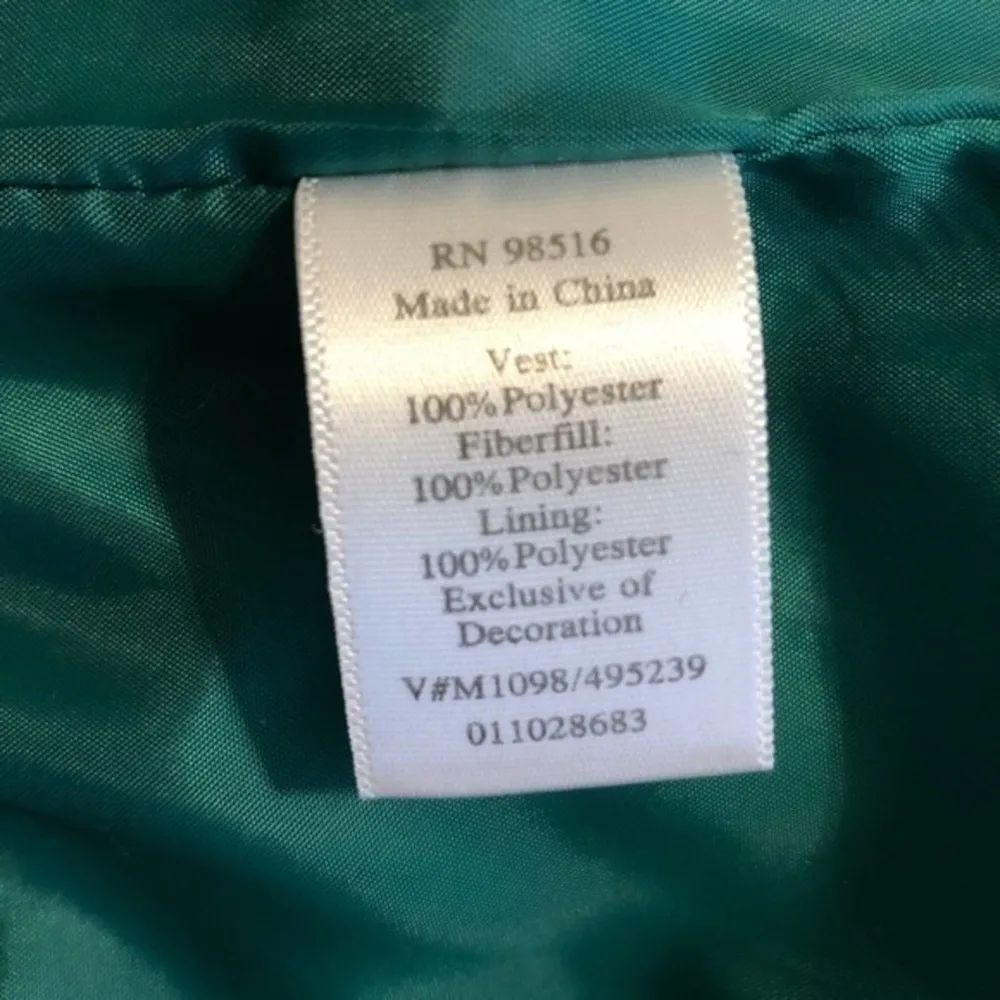 RN 98516
Made in China
Vest:
100% Polyester
Fiberfill:
100% Polyester
Lining:
100% Polyester
Exclusive of
Decoration
V#M1098/495239
011028683